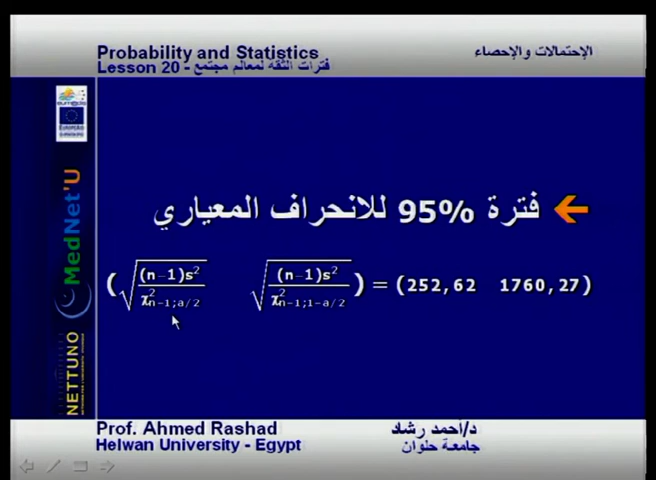 Probability and Statistics
الإحتمالات والإحصاء
Lesson 20 - فترات الثقه لمعالم مجتمع
MedNet'U
NETTUNO
فترة 95% للانحراف المعياري
(√((n-1)s²/χ²n-1;a/2) √((n-1)s²/χ²n-1;1-a/2)) = (252,62 1760,27)
Prof. Ahmed Rashad
د/أحمد رشاد
Helwan University - Egypt
جامعة حلوان